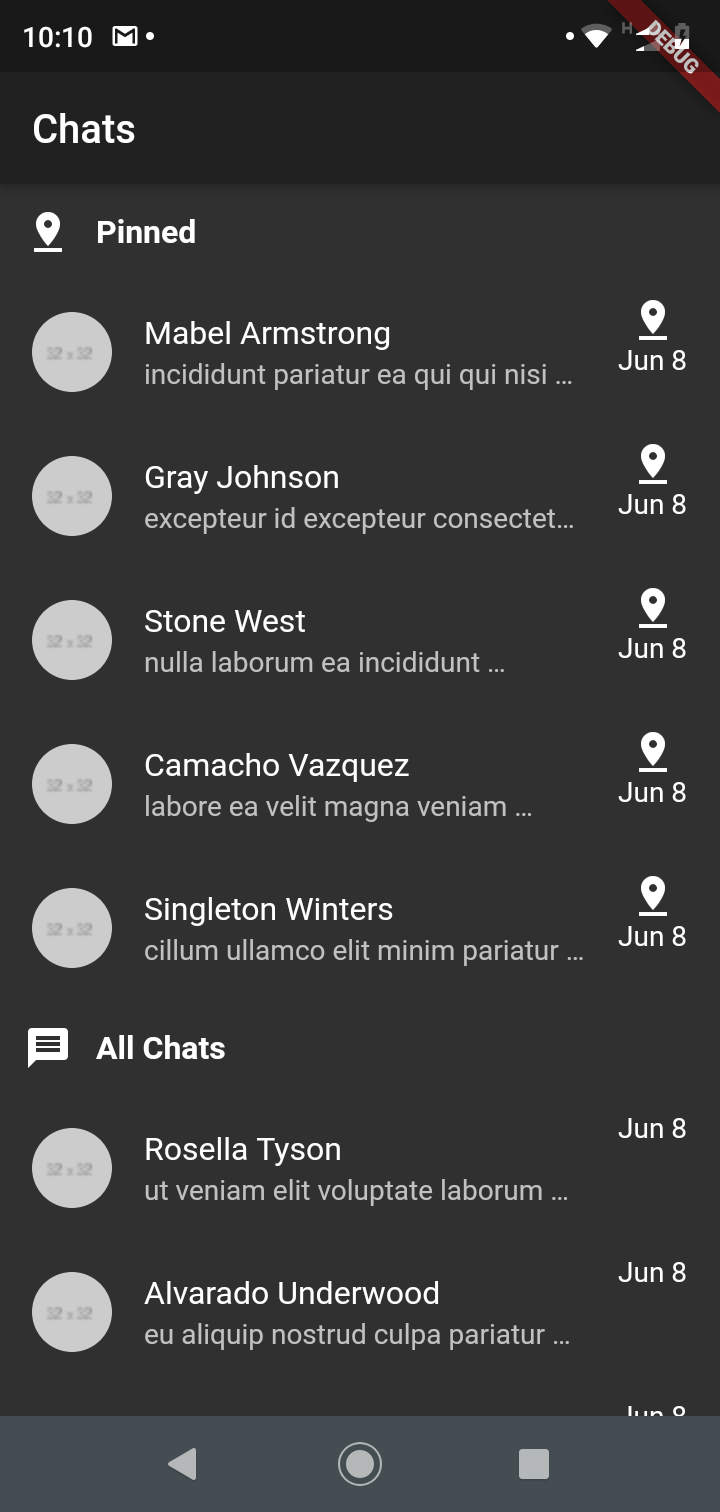 10:10
H
DEBUG
Chats
Pinned
32 x 32
Mabel Armstrong
incididunt pariatur ea qui qui nisi …
Jun 8
32 x 32
Gray Johnson
excepteur id excepteur consectet…
Jun 8
32 x 32
Stone West
nulla laborum ea incididunt …
Jun 8
32 x 32
Camacho Vazquez
labore ea velit magna veniam …
Jun 8
32 x 32
Singleton Winters
cillum ullamco elit minim pariatur …
Jun 8
All Chats
32 x 32
Rosella Tyson
ut veniam elit voluptate laborum …
Jun 8
32 x 32
Alvarado Underwood
eu aliquip nostrud culpa pariatur …
Jun 8
Jun 8